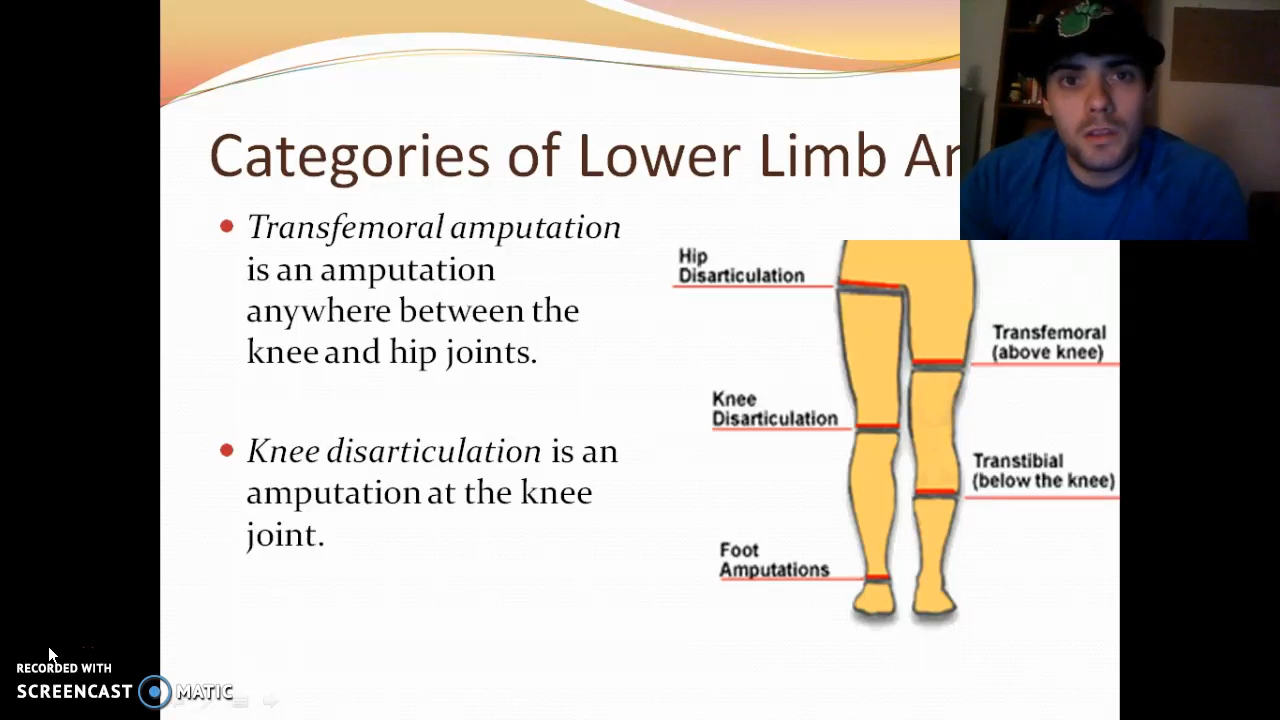 Categories of Lower Limb
Transfemoral amputation
is an amputation
anywhere between the
knee and hip joints.
Knee disarticulation is an
amputation at the knee
joint.
Hip
Disarticulation
Transfemoral
(above knee)
Knee
Disarticulation
Transtibial
(below the knee)
Foot
Amputations
RECORDED WITH
SCREENCAST MATIC